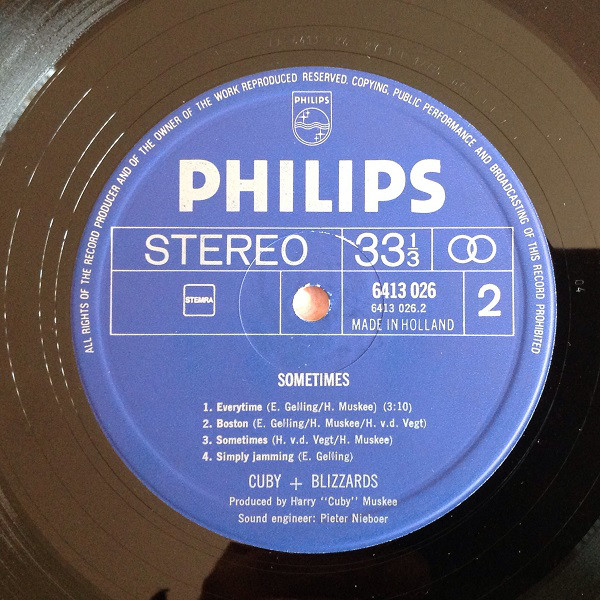 ALL RIGHTS OF THE RECORD PRODUCER AND OF THE OWNER OF THE WORK REPRODUCED RESERVED. COPYING, PUBLIC PERFORMANCE AND BROADCASTING OF THIS RECORD PROHIBITED
PHILIPS
PHILIPS
STEREO 33 1/3
STEMRA
6413 026
6413 026.2
MADE IN HOLLAND
2
SOMETIMES
1. Everytime (E. Gelling/H. Muskee) (3:10)
2. Boston (E. Gelling/H. Muskee/H. v.d. Vegt)
3. Sometimes (H. v.d. Vegt/H. Muskee)
4. Simply jamming (E. Gelling)
CUBY + BLIZZARDS
Produced by Harry "Cuby" Muskee
Sound engineer: Pieter Nieboer